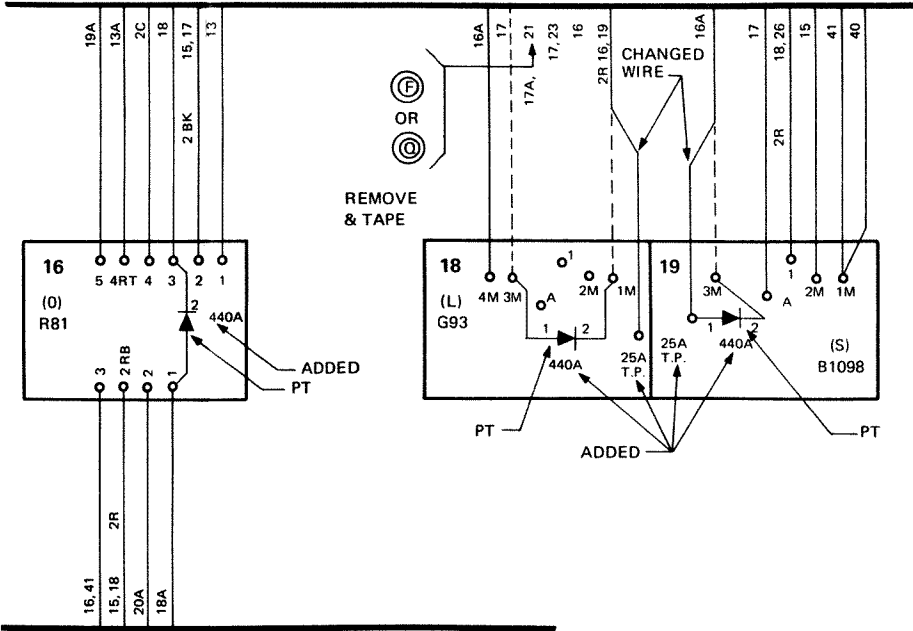 19A
13A
2C
18
15, 17
13
2 BK
16A
17
21
17A,
17, 23
16
2R 16, 19
CHANGED
WIRE
16A
17
18, 26
15
41
40
2R
F
OR
Q
REMOVE
& TAPE
16
5 4RT 4 3 2 1
(O)
R81
2
440A
ADDED
PT
2 RB
3 2 1
16, 41
15, 18
2R
20A
18A
18
4M 3M
1
2M 1M
(L)
G93
A
1 2
440A
25A
T.P.
PT
ADDED
19
3M
1
A
2M 1M
1 2
440A
25A
T.P.
(S)
B1098
PT